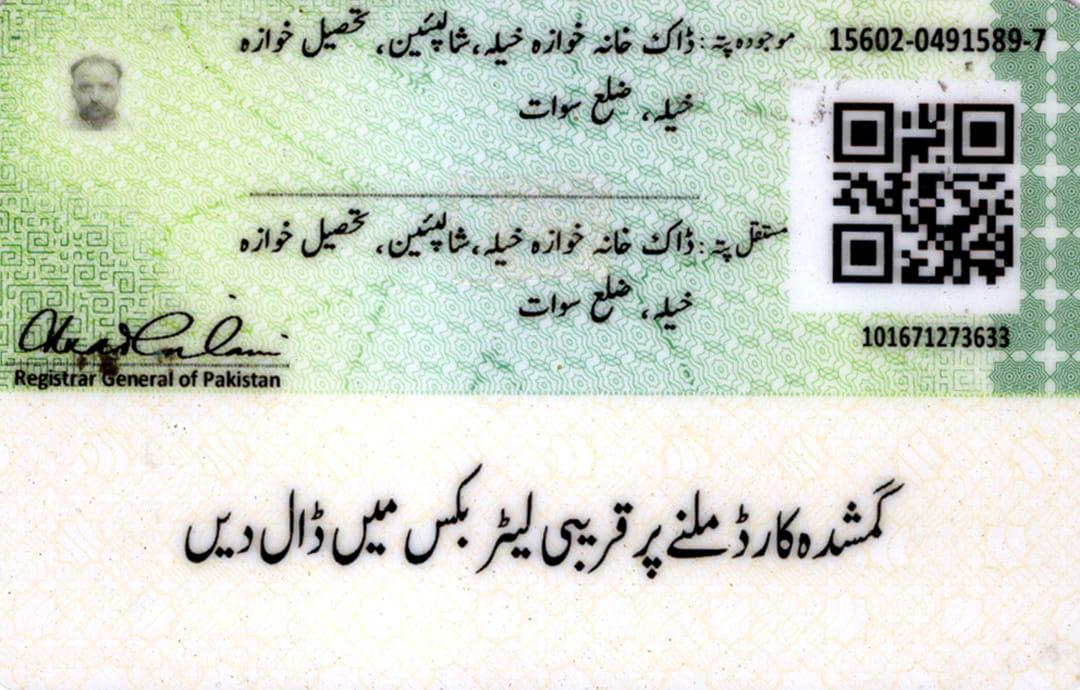 15602-0491589-7
موجودہ پتہ: ڈاک خانہ خوازہ خیلہ، شالپئین، تحصیل خوازہ
خیلہ، ضلع سوات
مستقل پتہ: ڈاک خانہ خوازہ خیلہ، شالپئین، تحصیل خوازہ
خیلہ، ضلع سوات
101671273633
Registrar General of Pakistan
گمشدہ کارڈ ملنے پر قریبی لیٹر بکس میں ڈال دیں